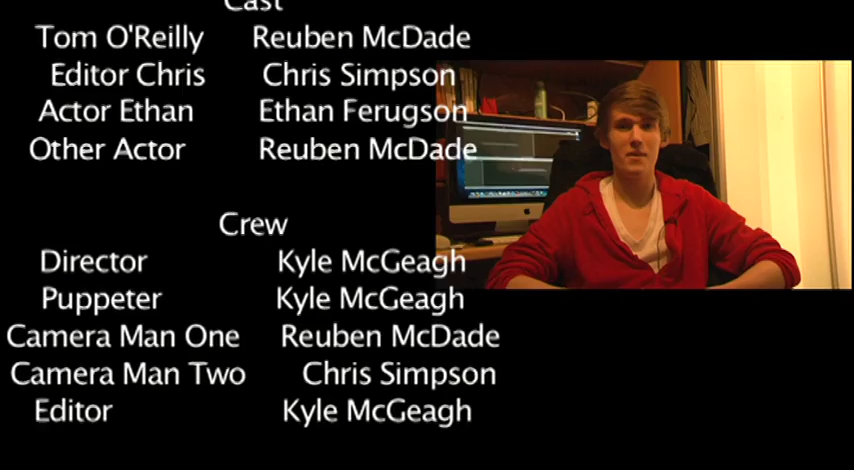 Cast
Tom O'Reilly Reuben McDade
Editor Chris Chris Simpson
Actor Ethan Ethan Ferugson
Other Actor Reuben McDade
Crew
Director Kyle McGeagh
Puppeter Kyle McGeagh
Camera Man One Reuben McDade
Camera Man Two Chris Simpson
Editor Kyle McGeagh